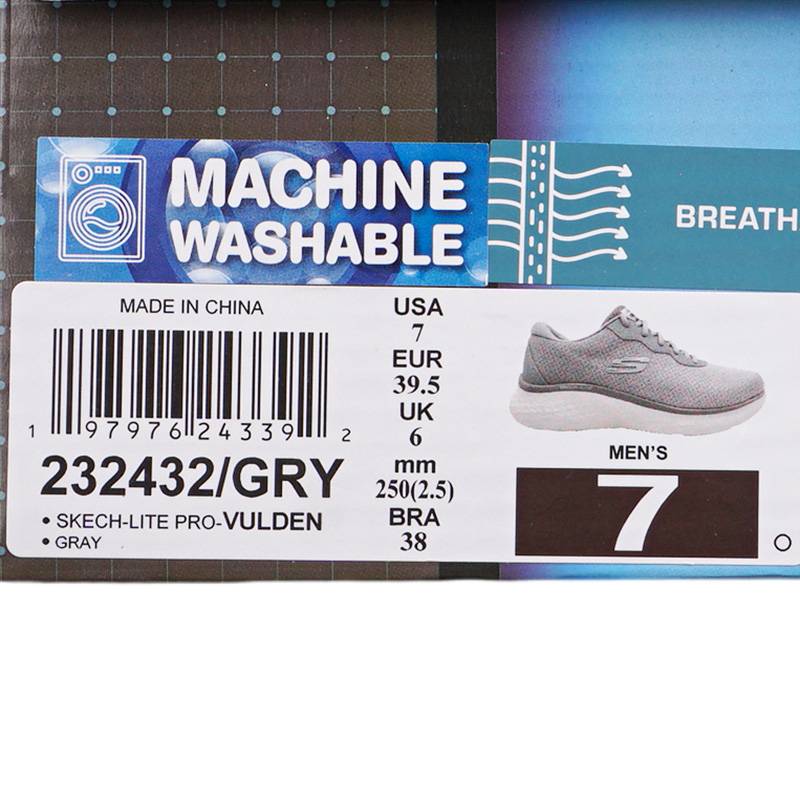 MACHINE
WASHABLE
BREATH
MADE IN CHINA
1 97976 24339 2
232432/GRY
• SKECH-LITE PRO-VULDEN
• GRAY
USA
7
EUR
39.5
UK
6
mm
250(2.5)
BRA
38
MEN'S
7